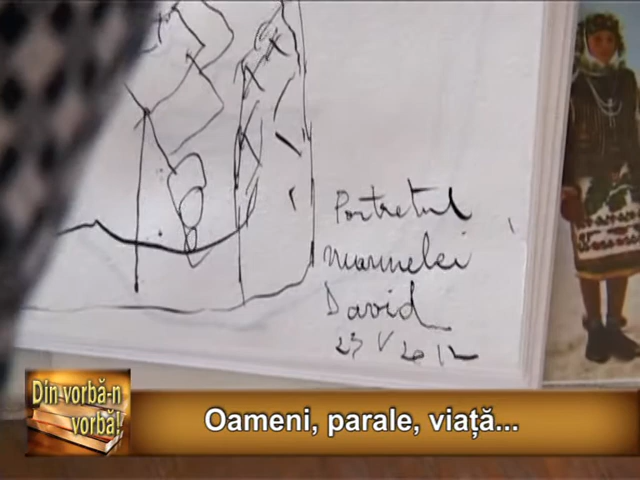 Portretul
mamelei
David
23 V 2012
Din vorbă-n
vorbă!
Oameni, parale, viață...